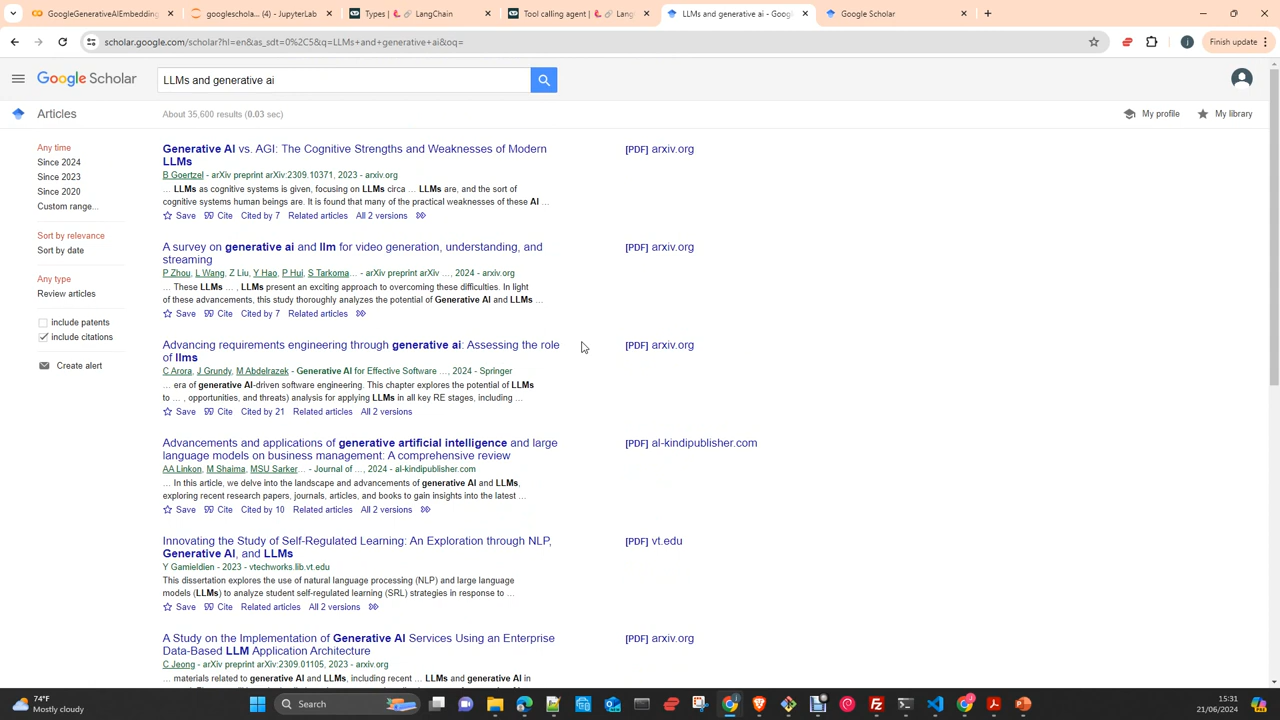 GoogleGenerativeAIEmbedding
googleschola... (4) - JupyterLab
Types | LangChain
Tool calling agent | Lang
LLMs and generative ai - Goog
Google Scholar
scholar.google.com/scholar?hl=en&as_sdt=0%2C5&q=LLMs+and+generative+ai&oq=
Finish update
Google Scholar
LLMs and generative ai
Articles
About 35,600 results (0.03 sec)
My profile
My library
Any time
Since 2024
Since 2023
Since 2020
Custom range...
Sort by relevance
Sort by date
Any type
Review articles
include patents
include citations
Create alert
Generative AI vs. AGI: The Cognitive Strengths and Weaknesses of Modern
LLMs
[PDF] arxiv.org
B Goertzel - arXiv preprint arXiv:2309.10371, 2023 - arxiv.org
... LLMs as cognitive systems is given, focusing on LLMs circa ... LLMs are, and the sort of
cognitive systems human beings are. It is found that many of the practical weaknesses of these AI ...
Save Cite Cited by 7 Related articles All 2 versions
A survey on generative ai and llm for video generation, understanding, and
streaming
[PDF] arxiv.org
P Zhou, L Wang, Z Liu, Y Hao, P Hui, S Tarkoma... - arXiv preprint arXiv ..., 2024 - arxiv.org
... These LLMs ... , LLMs present an exciting approach to overcoming these difficulties. In light
of these advancements, this study thoroughly analyzes the potential of Generative AI and LLMs ...
Save Cite Cited by 7 Related articles
Advancing requirements engineering through generative ai: Assessing the role
of llms
[PDF] arxiv.org
C Arora, J Grundy, M Abdelrazek - Generative AI for Effective Software ..., 2024 - Springer
... era of generative AI-driven software engineering. This chapter explores the potential of LLMs
to ... , opportunities, and threats) analysis for applying LLMs in all key RE stages, including ...
Save Cite Cited by 21 Related articles All 2 versions
Advancements and applications of generative artificial intelligence and large
language models on business management: A comprehensive review
[PDF] al-kindipublisher.com
AA Linkon, M Shaima, MSU Sarker... - Journal of ..., 2024 - al-kindipublisher.com
... In this article, we delve into the landscape and advancements of generative AI and LLMs,
exploring recent research papers, journals, articles, and books to gain insights into the latest ...
Save Cite Cited by 10 Related articles All 2 versions
Innovating the Study of Self-Regulated Learning: An Exploration through NLP,
Generative AI, and LLMs
[PDF] vt.edu
Y Gamieldien - 2023 - vtechworks.lib.vt.edu
This dissertation explores the use of natural language processing (NLP) and large language
models (LLMs) to analyze student self-regulated learning (SRL) strategies in response to ...
Save Cite Related articles All 2 versions
A Study on the Implementation of Generative AI Services Using an Enterprise
Data-Based LLM Application Architecture
[PDF] arxiv.org
C Jeong - arXiv preprint arXiv:2309.01105, 2023 - arxiv.org
... materials related to generative AI and LLMs, including recent ... LLMs and generative AI in
74°F
Mostly cloudy
Search
15:31
21/06/2024